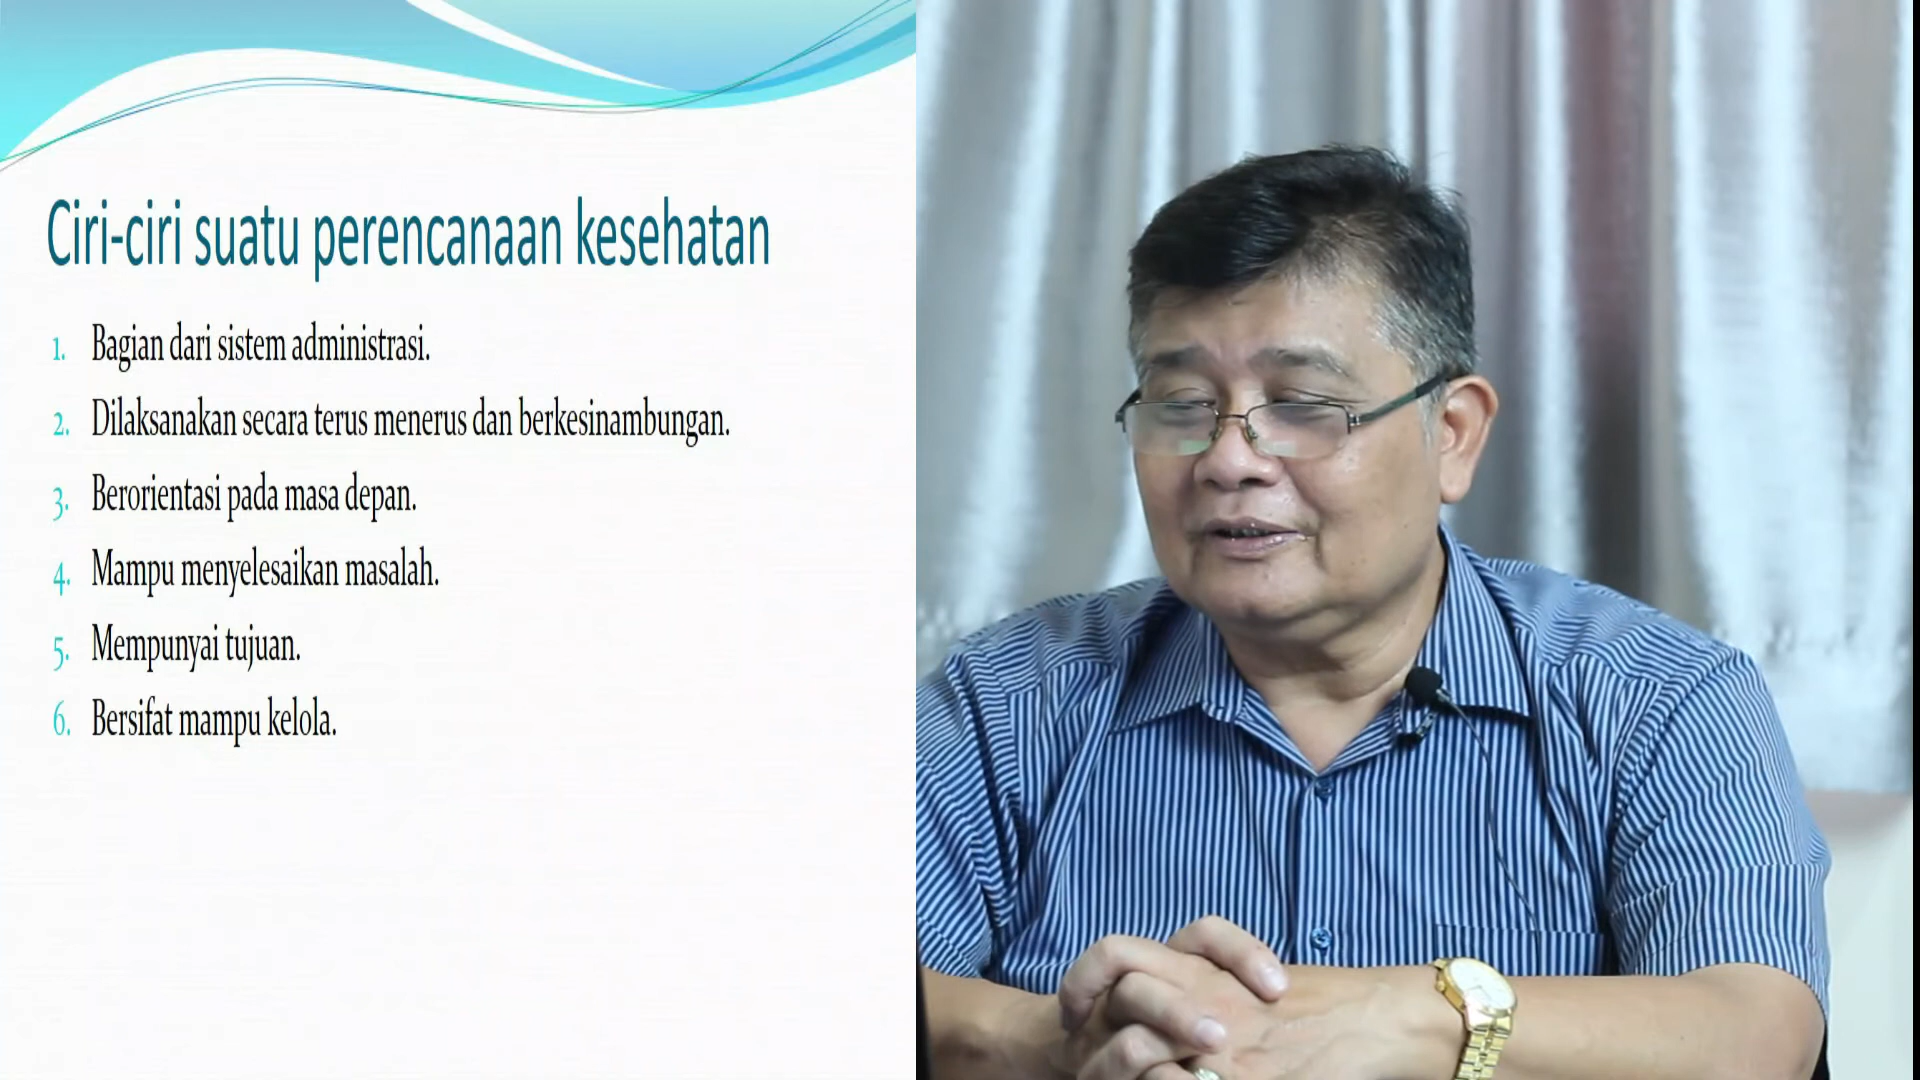 Ciri-ciri suatu perencanaan kesehatan
1. Bagian dari sistem administrasi.
2. Dilaksanakan secara terus menerus dan berkesinambungan.
3. Berorientasi pada masa depan.
4. Mampu menyelesaikan masalah.
5. Mempunyai tujuan.
6. Bersifat mampu kelola.